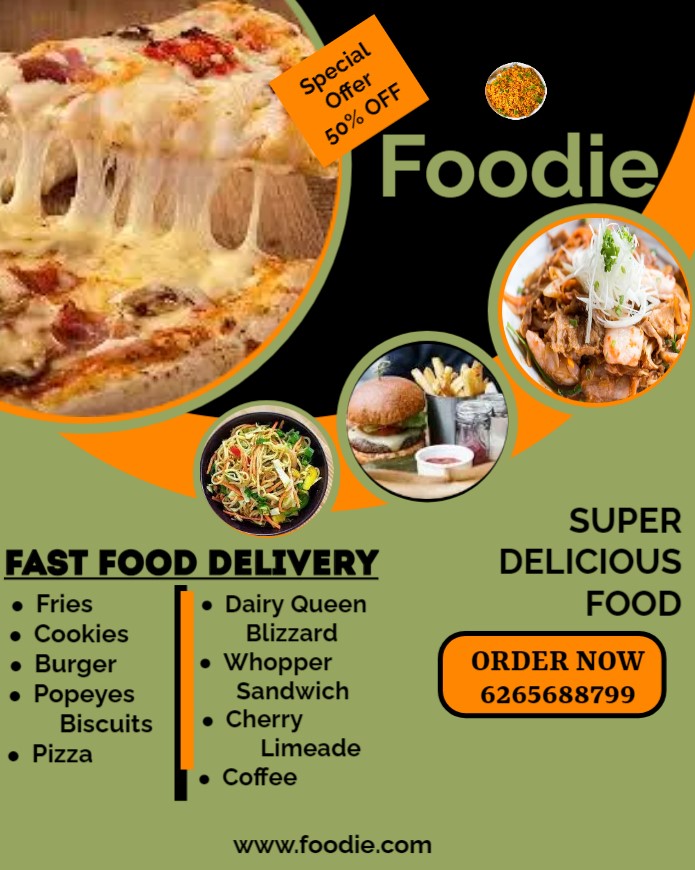 Special
Offer
50% OFF
Foodie
SUPER
DELICIOUS
FOOD
FAST FOOD DELIVERY
• Fries
• Cookies
• Burger
• Popeyes
Biscuits
• Pizza
• Dairy Queen
Blizzard
• Whopper
Sandwich
• Cherry
Limeade
• Coffee
ORDER NOW
6265688799
www.foodie.com